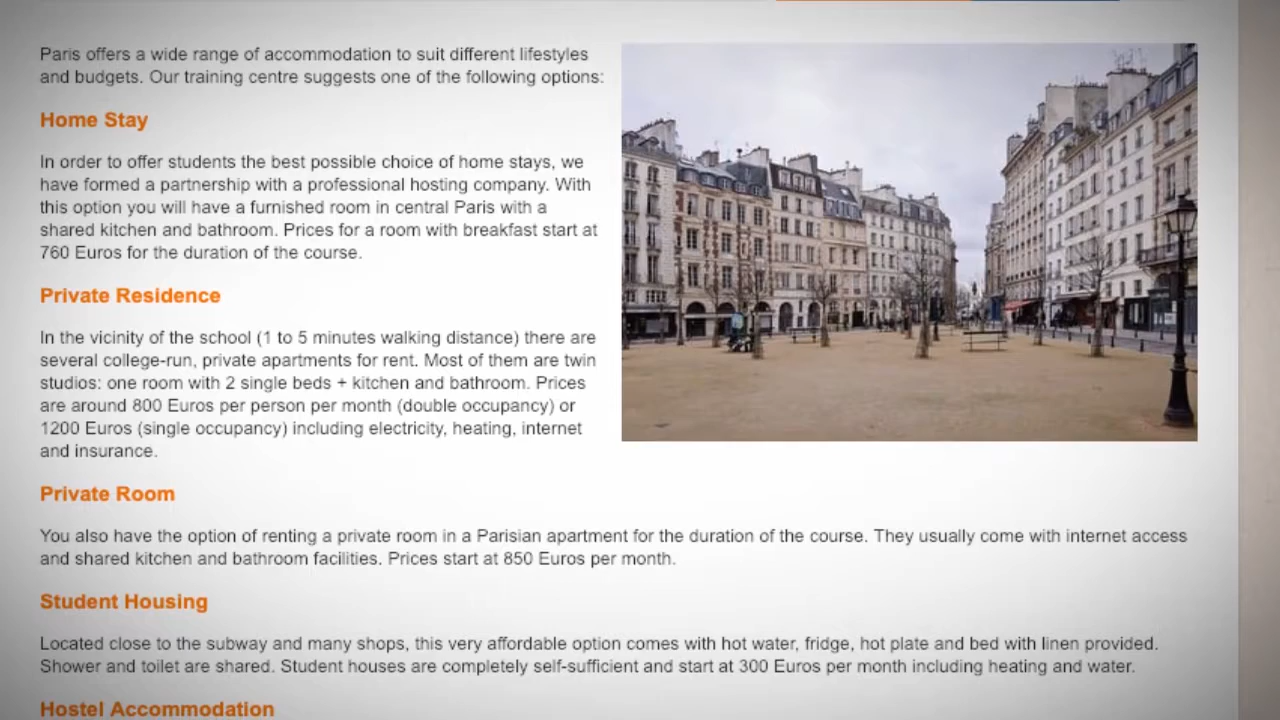 Paris offers a wide range of accommodation to suit different lifestyles
and budgets. Our training centre suggests one of the following options:
Home Stay
In order to offer students the best possible choice of home stays, we
have formed a partnership with a professional hosting company. With
this option you will have a furnished room in central Paris with a
shared kitchen and bathroom. Prices for a room with breakfast start at
760 Euros for the duration of the course.
Private Residence
In the vicinity of the school (1 to 5 minutes walking distance) there are
several college-run, private apartments for rent. Most of them are twin
studios: one room with 2 single beds + kitchen and bathroom. Prices
are around 800 Euros per person per month (double occupancy) or
1200 Euros (single occupancy) including electricity, heating, internet
and insurance.
Private Room
You also have the option of renting a private room in a Parisian apartment for the duration of the course. They usually come with internet access
and shared kitchen and bathroom facilities. Prices start at 850 Euros per month.
Student Housing
Located close to the subway and many shops, this very affordable option comes with hot water, fridge, hot plate and bed with linen provided.
Shower and toilet are shared. Student houses are completely self-sufficient and start at 300 Euros per month including heating and water.
Hostel Accommodation